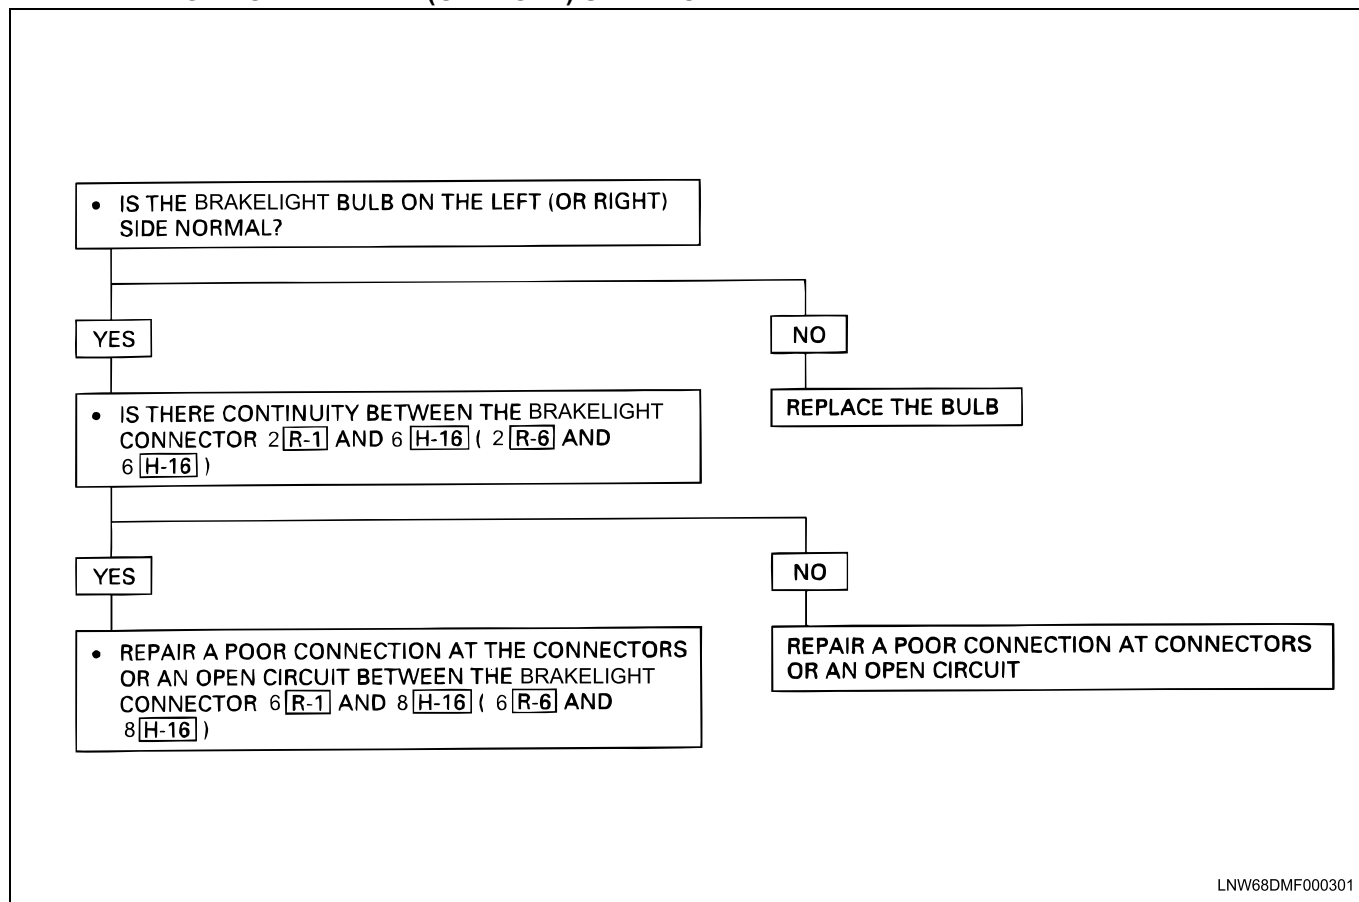 • IS THE BRAKELIGHT BULB ON THE LEFT (OR RIGHT)
SIDE NORMAL?
YES
NO
REPLACE THE BULB
• IS THERE CONTINUITY BETWEEN THE BRAKELIGHT
CONNECTOR 2 R-1 AND 6 H-16 ( 2 R-6 AND
6 H-16 )
YES
NO
• REPAIR A POOR CONNECTION AT THE CONNECTORS
OR AN OPEN CIRCUIT BETWEEN THE BRAKELIGHT
CONNECTOR 6 R-1 AND 8 H-16 ( 6 R-6 AND
8 H-16 )
REPAIR A POOR CONNECTION AT CONNECTORS
OR AN OPEN CIRCUIT
LNW68DMF000301